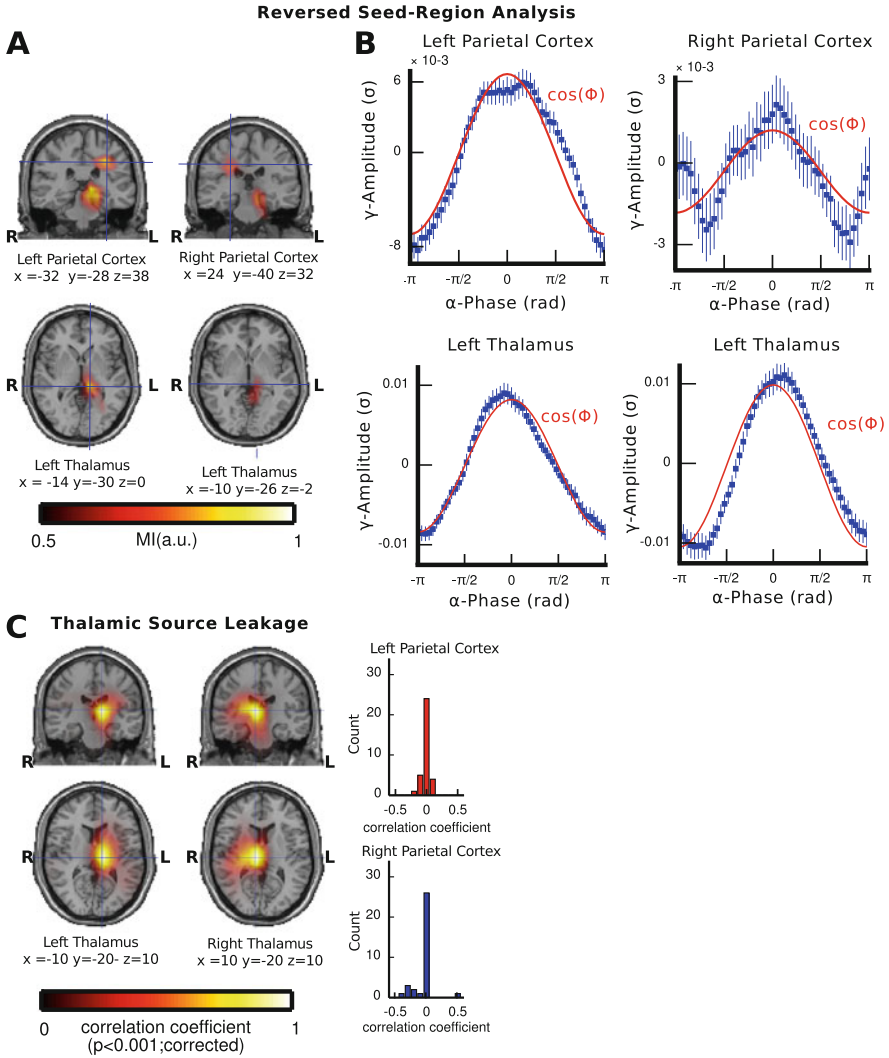 Reversed Seed-Region Analysis
A
R L R L
Left Parietal Cortex
x =-32 y=-28 z=38
Right Parietal Cortex
x=24 y=-40 z=32
R L R L
Left Thalamus
x = -14 y=-30 z=0
Left Thalamus
x =-10 y=-26 z=-2
0.5 MI(a.u.) 1
B
Left Parietal Cortex
× 10-3
6
0
-8
γ-Amplitude (σ)
cos(Φ)
-π -π/2 0 π/2 π
α-Phase (rad)
Right Parietal Cortex
× 10-3
3
0
-3
γ-Amplitude (σ)
cos(Φ)
-π -π/2 0 π/2 π
α-Phase (rad)
Left Thalamus
0.01
0
-0.01
γ-Amplitude (σ)
cos(Φ)
-π -π/2 0 π/2 π
α-Phase (rad)
Left Thalamus
0.01
0
-0.01
γ-Amplitude (σ)
cos(Φ)
-π -π/2 0 π/2 π
α-Phase (rad)
C
Thalamic Source Leakage
R L R L
R L R L
Left Thalamus
x =-10 y=-20- z=10
Right Thalamus
x =10 y=-20 z=10
0 correlation coefficient 1
(p<0.001;corrected)
Left Parietal Cortex
30
20
10
0
Count
-0.5 0 0.5
correlation coefficient
Right Parietal Cortex
30
20
10
0
Count
-0.5 0 0.5
correlation coefficient